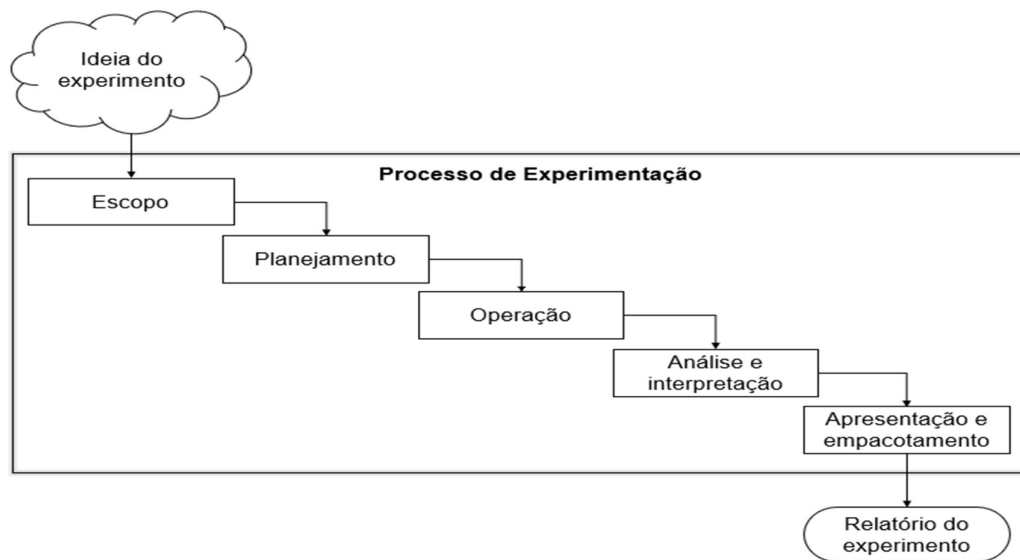 Ideia do
experimento
Processo de Experimentação
Escopo
Planejamento
Operação
Análise e
interpretação
Apresentação e
empacotamento
Relatório do
experimento